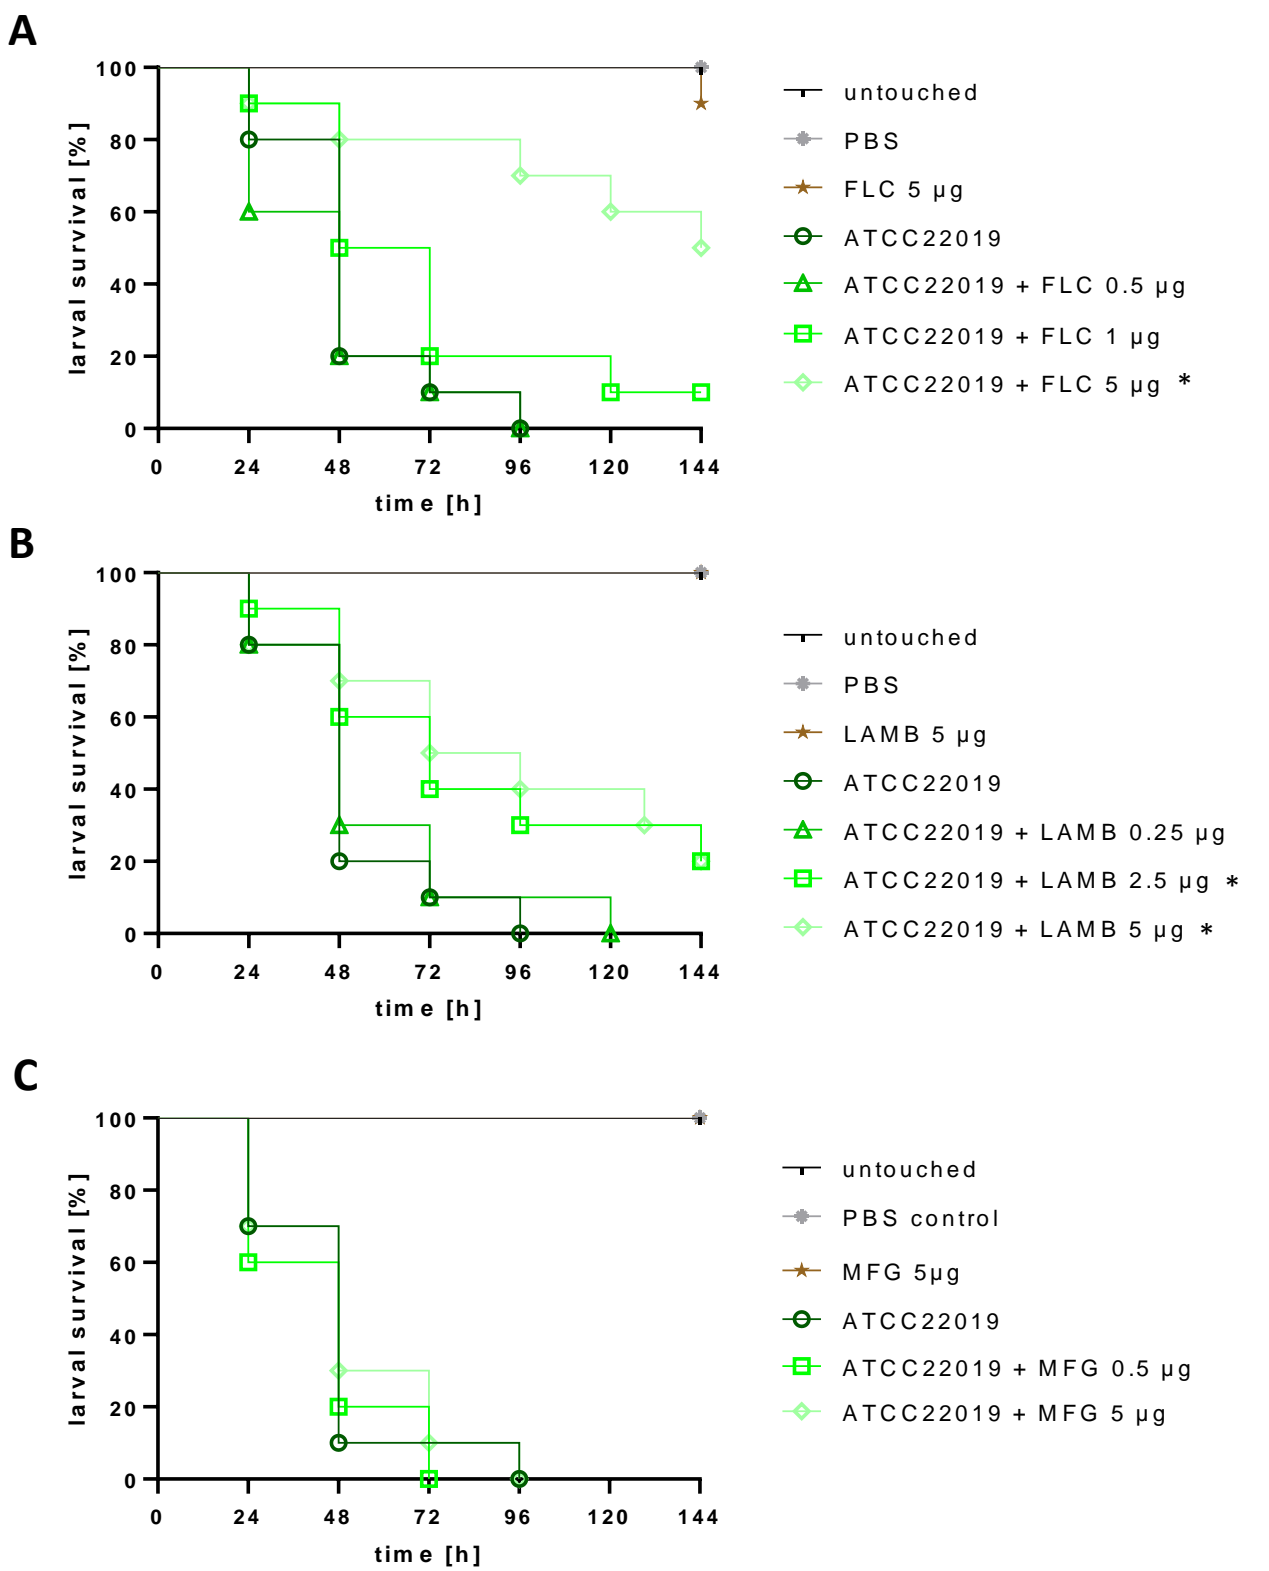 A
larval survival [%]
100
80
60
40
20
0
0 24 48 72 96 120 144
time [h]
untouched
PBS
FLC 5 µg
ATCC22019
ATCC22019 + FLC 0.5 µg
ATCC22019 + FLC 1 µg
ATCC22019 + FLC 5 µg *
B
larval survival [%]
100
80
60
40
20
0
0 24 48 72 96 120 144
time [h]
untouched
PBS
LAMB 5 µg
ATCC22019
ATCC22019 + LAMB 0.25 µg
ATCC22019 + LAMB 2.5 µg *
ATCC22019 + LAMB 5 µg *
C
larval survival [%]
100
80
60
40
20
0
0 24 48 72 96 120 144
time [h]
untouched
PBS control
MFG 5µg
ATCC22019
ATCC22019 + MFG 0.5 µg
ATCC22019 + MFG 5 µg